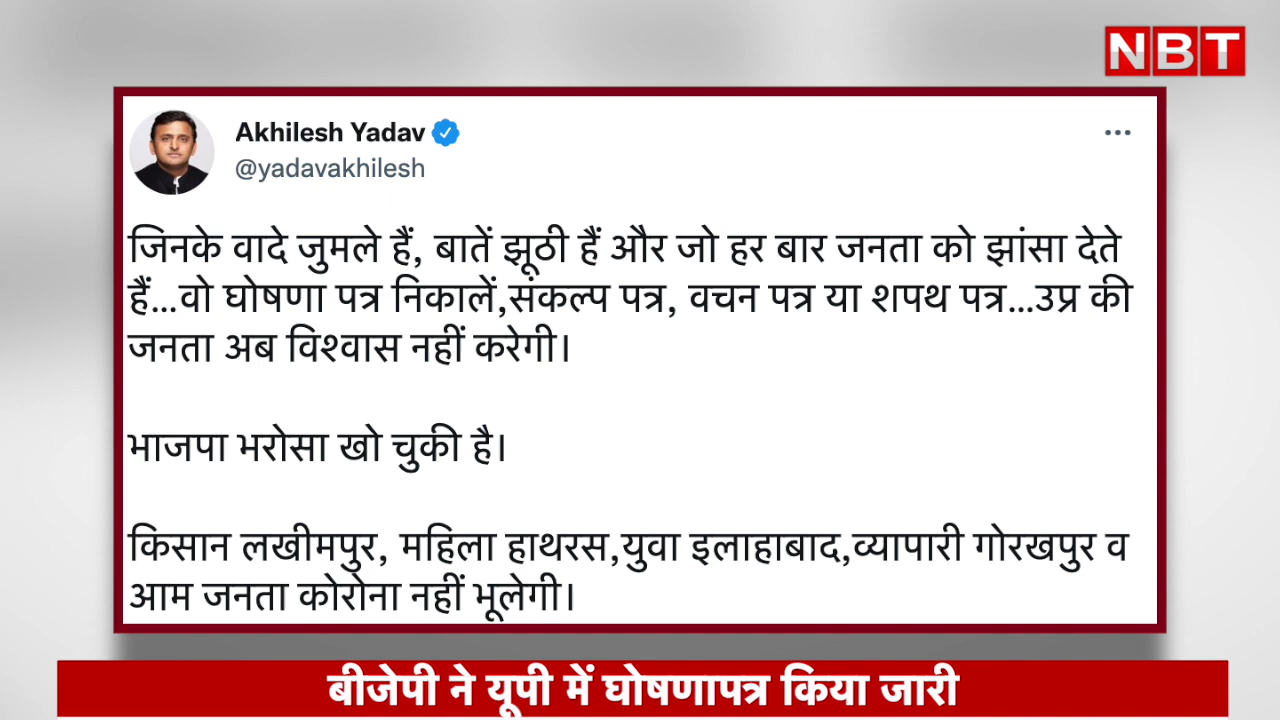 NBT
Akhilesh Yadav
@yadavakhilesh
जिनके वादे जुमले हैं, बातें झूठी हैं और जो हर बार जनता को झांसा देते
हैं...वो घोषणा पत्र निकालें,संकल्प पत्र, वचन पत्र या शपथ पत्र...उप्र की
जनता अब विश्वास नहीं करेगी।
भाजपा भरोसा खो चुकी है।
किसान लखीमपुर, महिला हाथरस,युवा इलाहाबाद,व्यापारी गोरखपुर व
आम जनता कोरोना नहीं भूलेगी।
बीजेपी ने यूपी में घोषणापत्र किया जारी